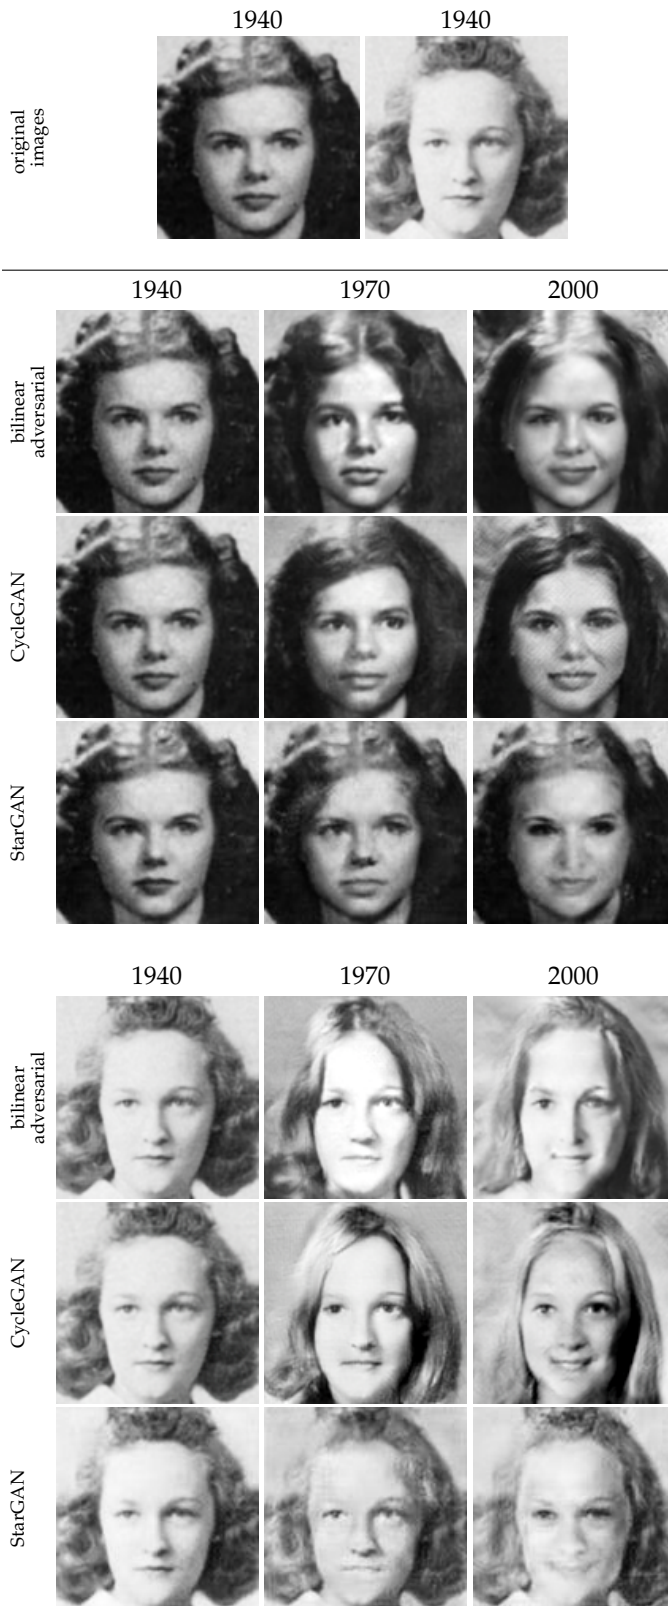 1940 1940
original
images
1940 1970 2000
bilinear
adversarial
CycleGAN
StarGAN
1940 1970 2000
bilinear
adversarial
CycleGAN
StarGAN